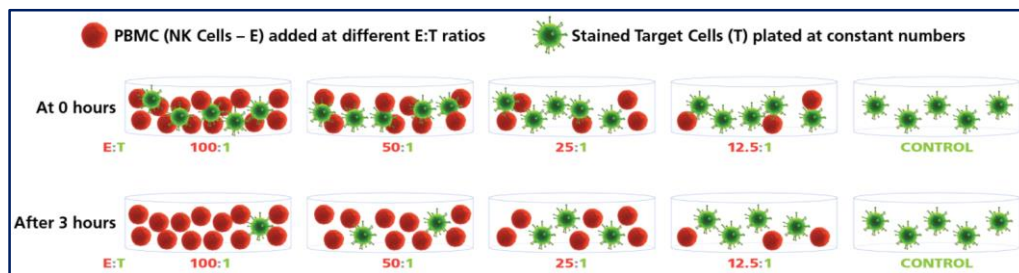 PBMC (NK Cells – E) added at different E:T ratios
Stained Target Cells (T) plated at constant numbers
At 0 hours
E:T 100:1 50:1 25:1 12.5:1 CONTROL
After 3 hours
E:T 100:1 50:1 25:1 12.5:1 CONTROL